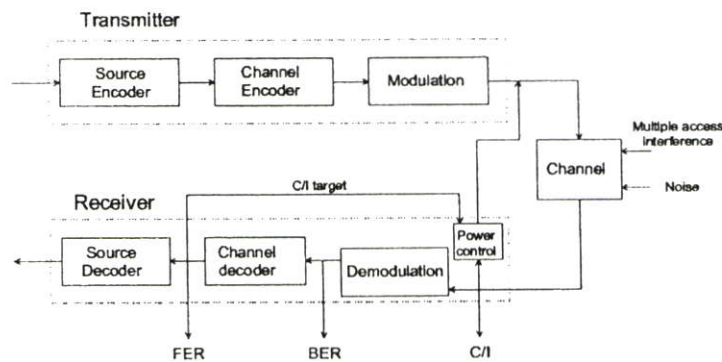 Transmitter
Source
Encoder
Channel
Encoder
Modulation
Multiple access
interference
Channel
Noise
C/I target
Receiver
Source
Decoder
Channel
decoder
Demodulation
Power
control
FER
BER
C/I